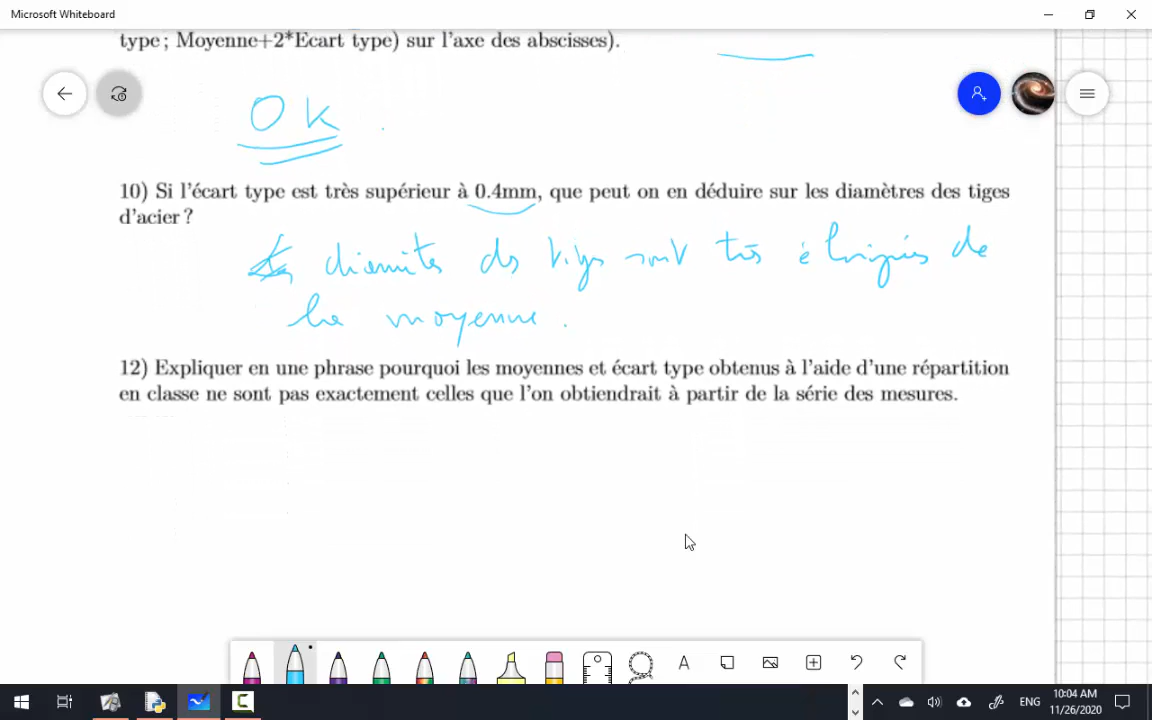 Microsoft Whiteboard
type ; Moyenne+2*Ecart type) sur l'axe des abscisses).
OK
10) Si l'écart type est très supérieur à 0.4mm, que peut on en déduire sur les diamètres des tiges
d'acier ?
Les diamètres des tiges sont très éloignés de
la moyenne.
12) Expliquer en une phrase pourquoi les moyennes et écart type obtenus à l'aide d'une répartition
en classe ne sont pas exactement celles que l'on obtiendrait à partir de la série des mesures.
A
ENG
10:04 AM
11/26/2020